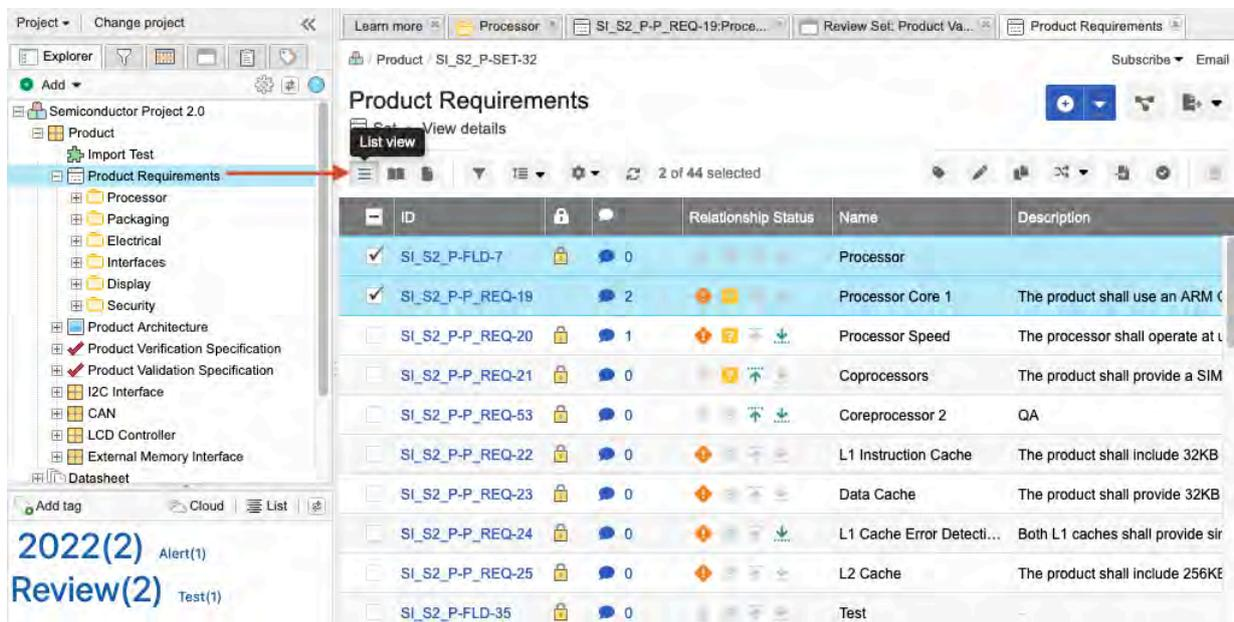 Project Change project
Learn more Processor SI_S2_P-P_REQ-19:Proce... Review Set: Product Va... Product Requirements
Explorer
Add
Product / SI_S2_P-SET-32 Subscribe Email
Semiconductor Project 2.0
Product
Import Test
Product Requirements
Processor
Packaging
Electrical
Interfaces
Display
Security
Product Architecture
Product Verification Specification
Product Validation Specification
I2C Interface
CAN
LCD Controller
External Memory Interface
Datasheet
Add tag Cloud List
2022(2) Alert(1)
Review(2) Test(1)
Product Requirements
View details
List view
2 of 44 selected
ID Relationship Status Name Description
SI_S2_P-FLD-7 0 Processor
SI_S2_P-P_REQ-19 2 Processor Core 1 The product shall use an ARM
SI_S2_P-P_REQ-20 1 Processor Speed The processor shall operate at
SI_S2_P-P_REQ-21 0 Coprocessors The product shall provide a SIM
SI_S2_P-P_REQ-53 0 Coreprocessor 2 QA
SI_S2_P-P_REQ-22 0 L1 Instruction Cache The product shall include 32KB
SI_S2_P-P_REQ-23 0 Data Cache The product shall provide 32KB
SI_S2_P-P_REQ-24 0 L1 Cache Error Detecti... Both L1 caches shall provide
SI_S2_P-P_REQ-25 0 L2 Cache The product shall include
SI_S2_P-FLD-35 0 Test